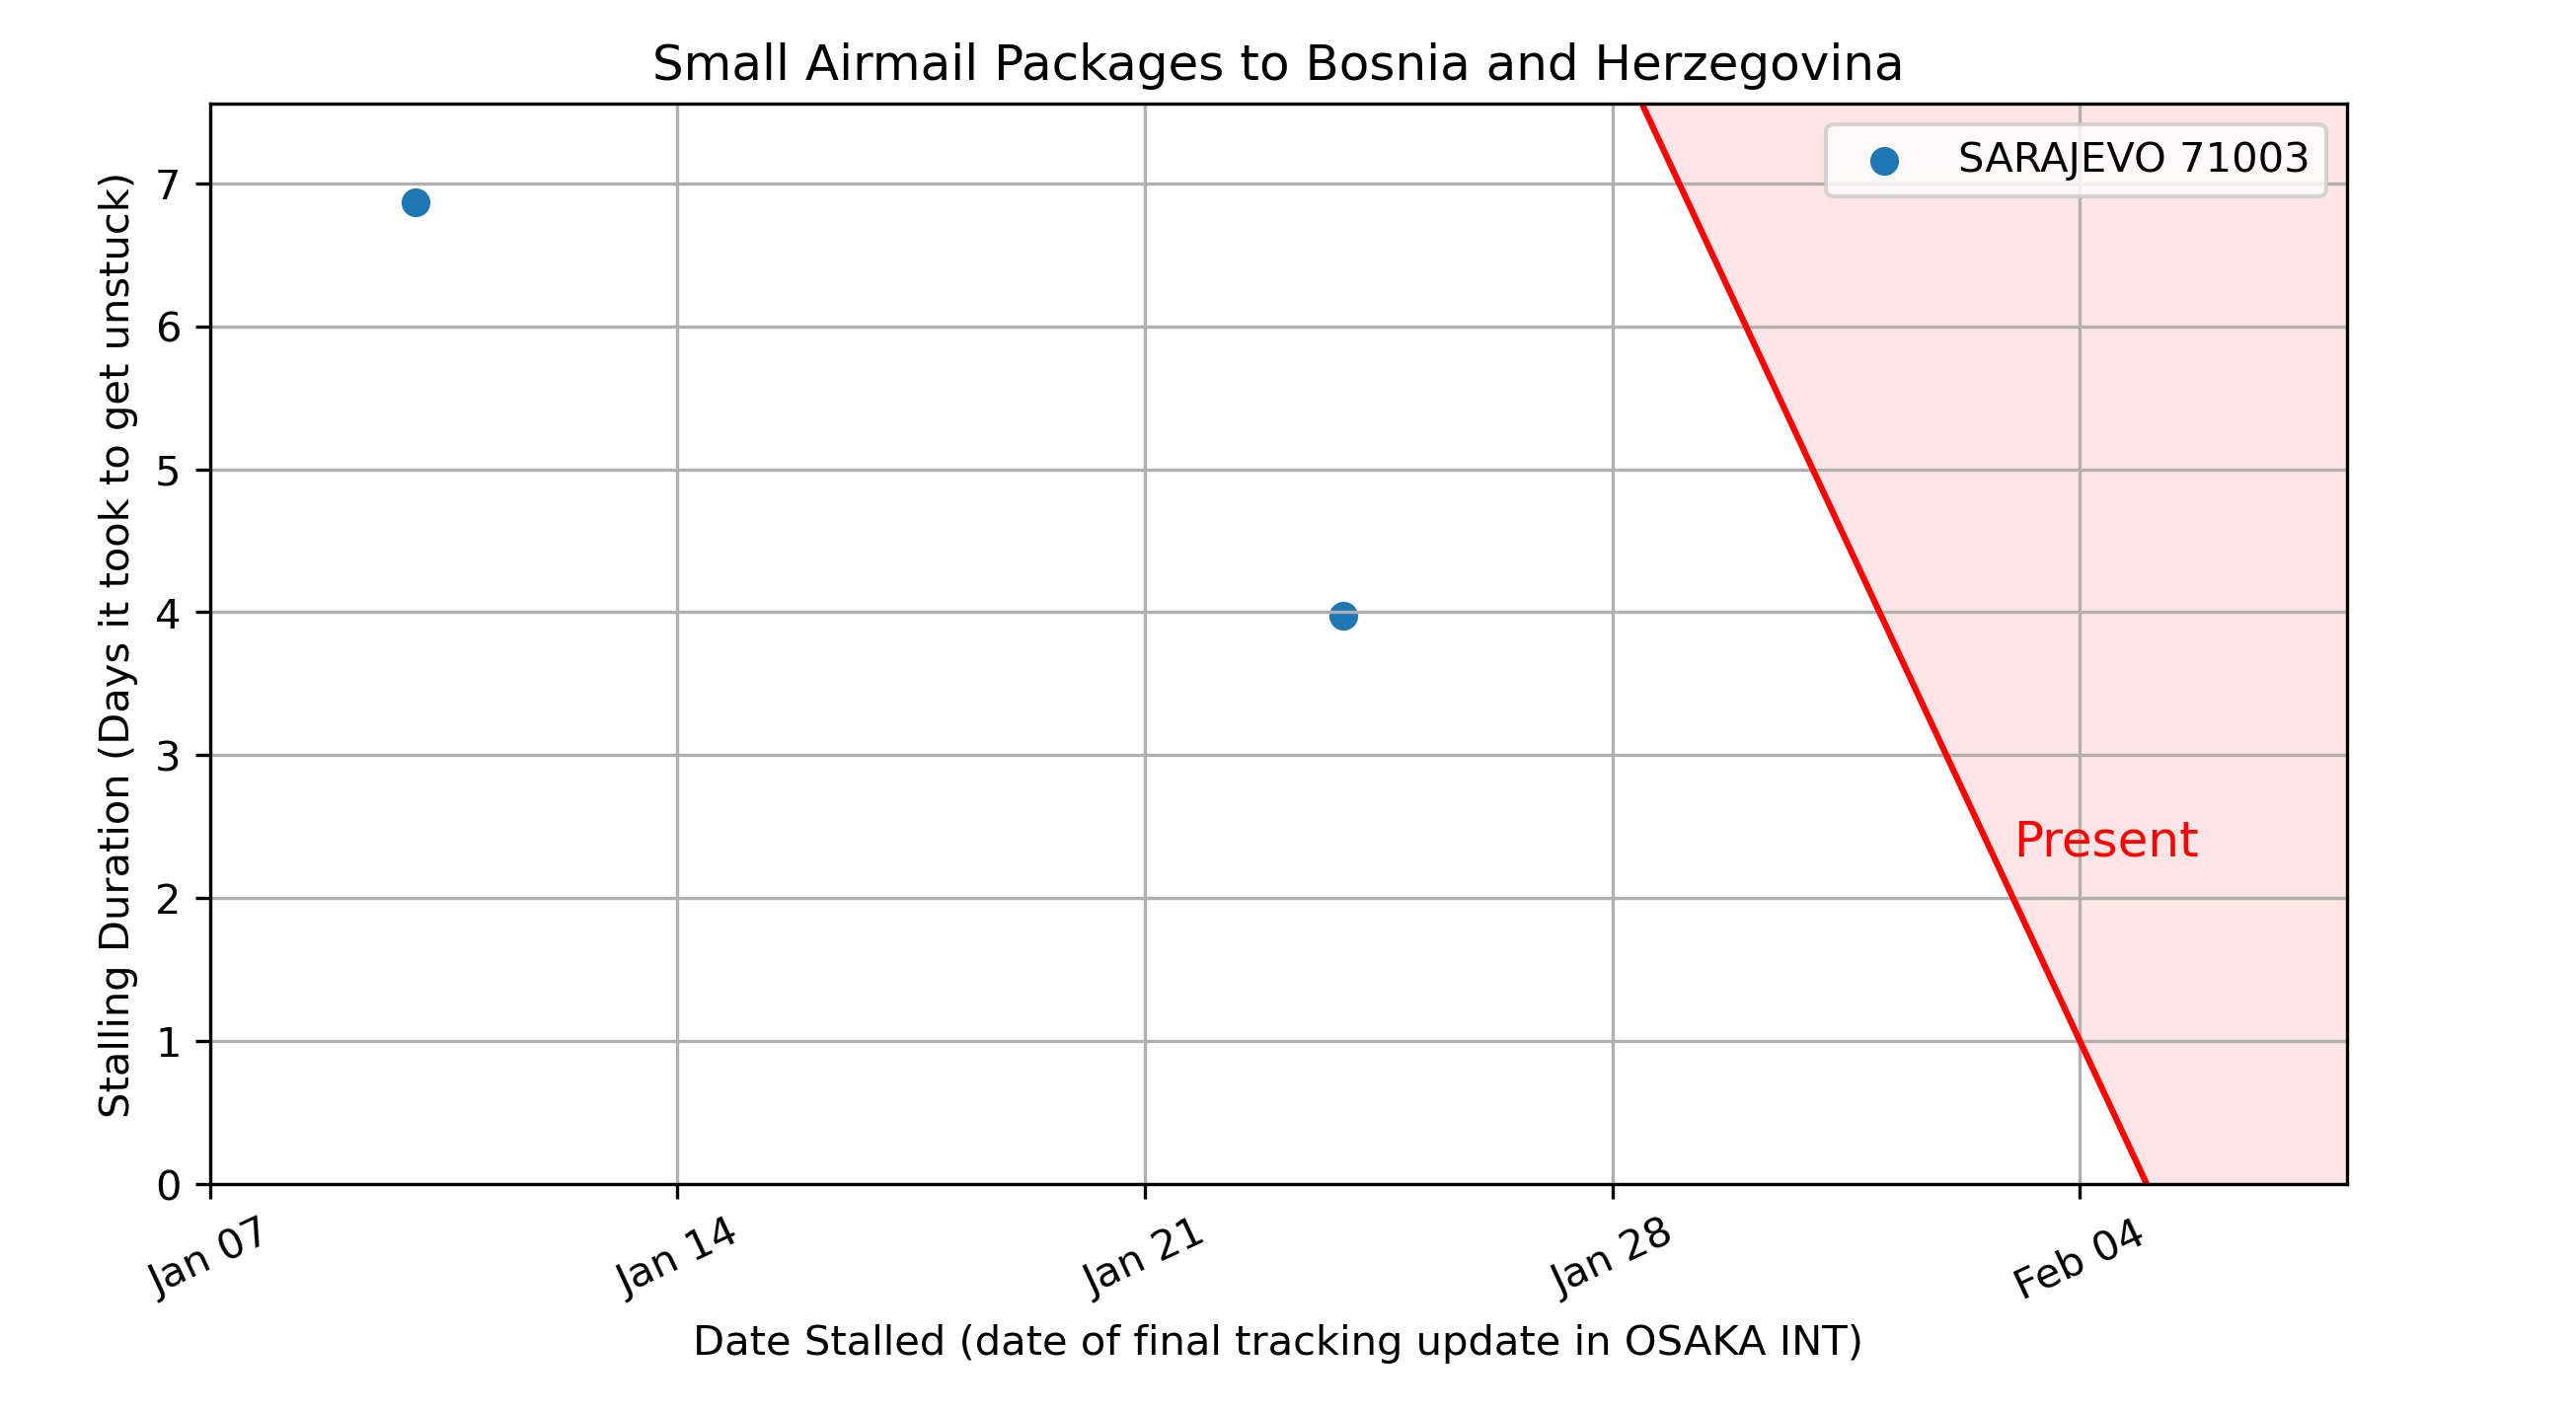 Small Airmail Packages to Bosnia and Herzegovina
SARAJEVO 71003
Stalling Duration (Days it took to get unstuck)
7
6
5
4
3
2
1
0
Present
Jan 07
Jan 14
Jan 21
Jan 28
Feb 04
Date Stalled (date of final tracking update in OSAKA INT)